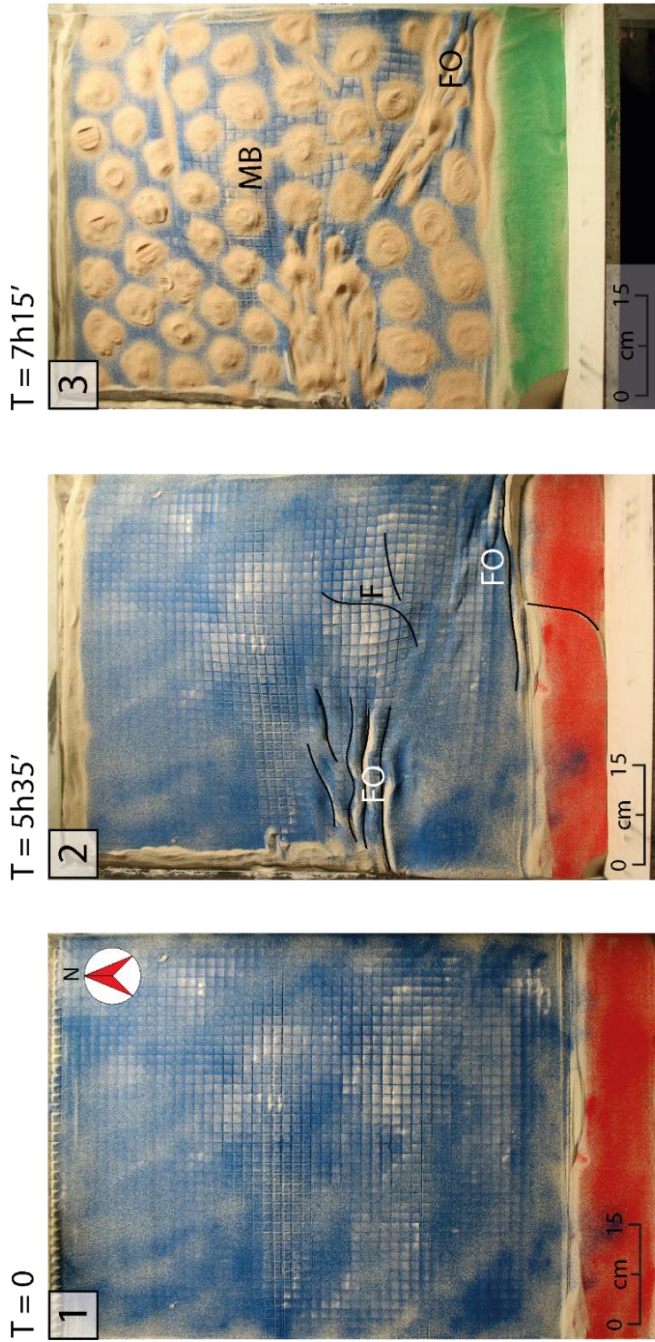 T = 0
1
N
0 cm 15
T = 5h35’
2
FO
F
FO
0 cm 15
T = 7h15’
3
MB
FO
0 cm 15